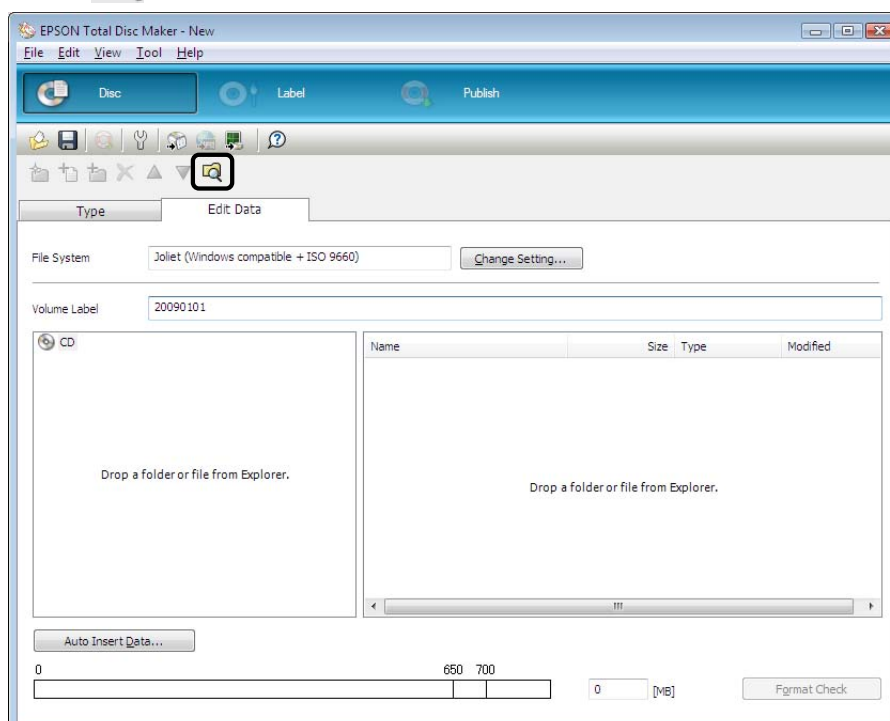 EPSON Total Disc Maker - New
File Edit View Tool Help
Disc Label Publish
Type Edit Data
File System Joliet (Windows compatible + ISO 9660) Change Setting...
Volume Label 20090101
CD
Name Size Type Modified
Drop a folder or file from Explorer.
Drop a folder or file from Explorer.
Auto Insert Data...
0 650 700
0 [MB] Format Check